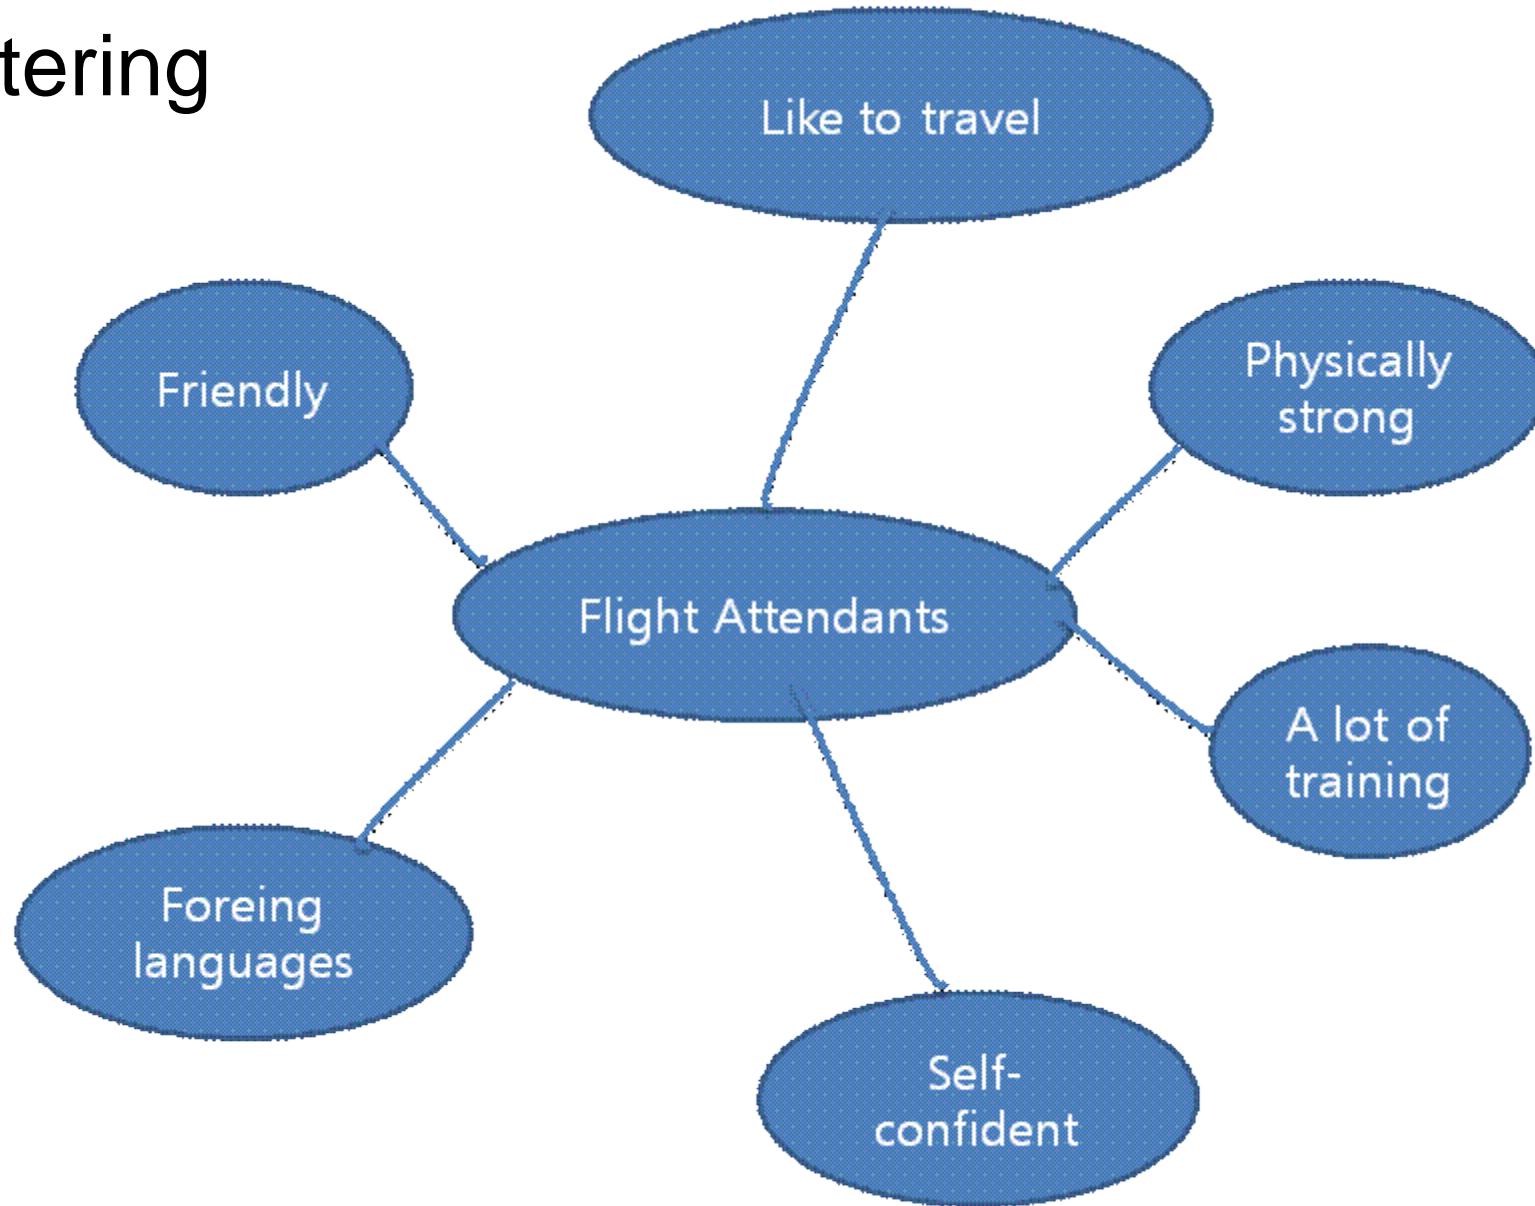 tering
Like to travel
Friendly
Physically
strong
Flight Attendants
A lot of
training
Foreing
languages
Self-
confident